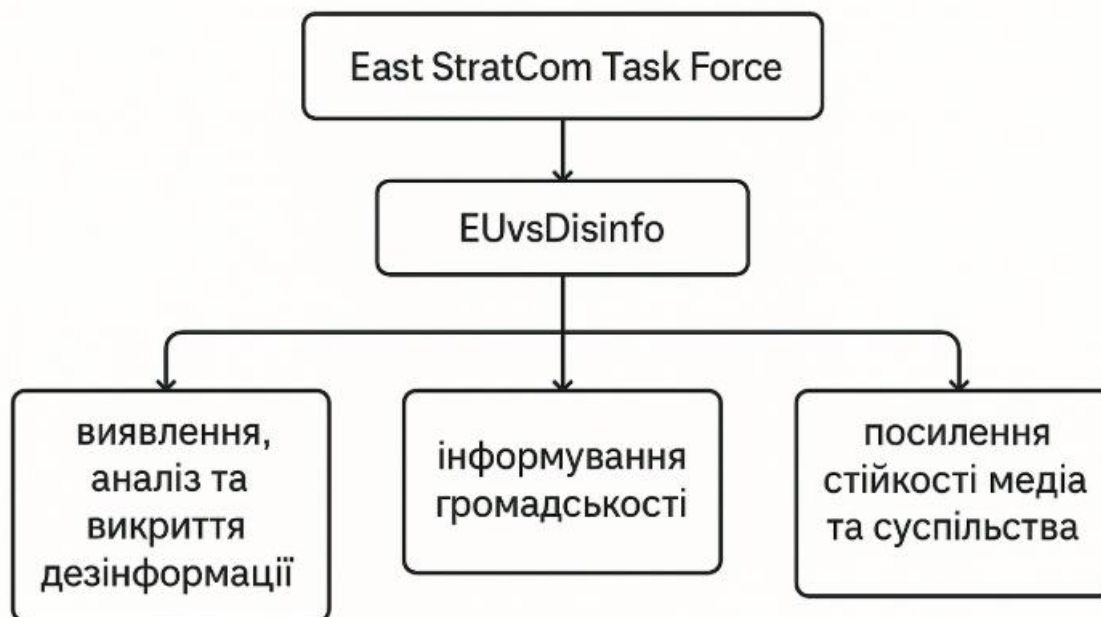 East StratCom Task Force
EUvsDisinfo
виявлення,
аналіз та
викриття
дезінформації
інформування
громадськості
посилення
стійкості медіа
та суспільства